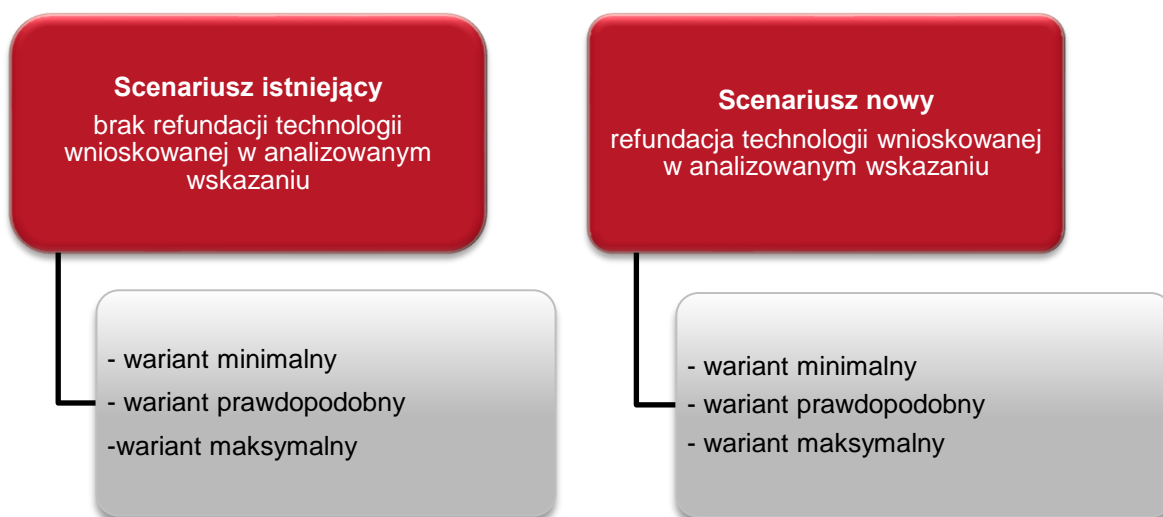 Scenariusz istniejący
brak refundacji technologii
wnioskowanej w analizowanym
wskazaniu
- wariant minimalny
- wariant prawdopodobny
-wariant maksymalny
Scenariusz nowy
refundacja technologii wnioskowanej
w analizowanym wskazaniu
- wariant minimalny
- wariant prawdopodobny
- wariant maksymalny